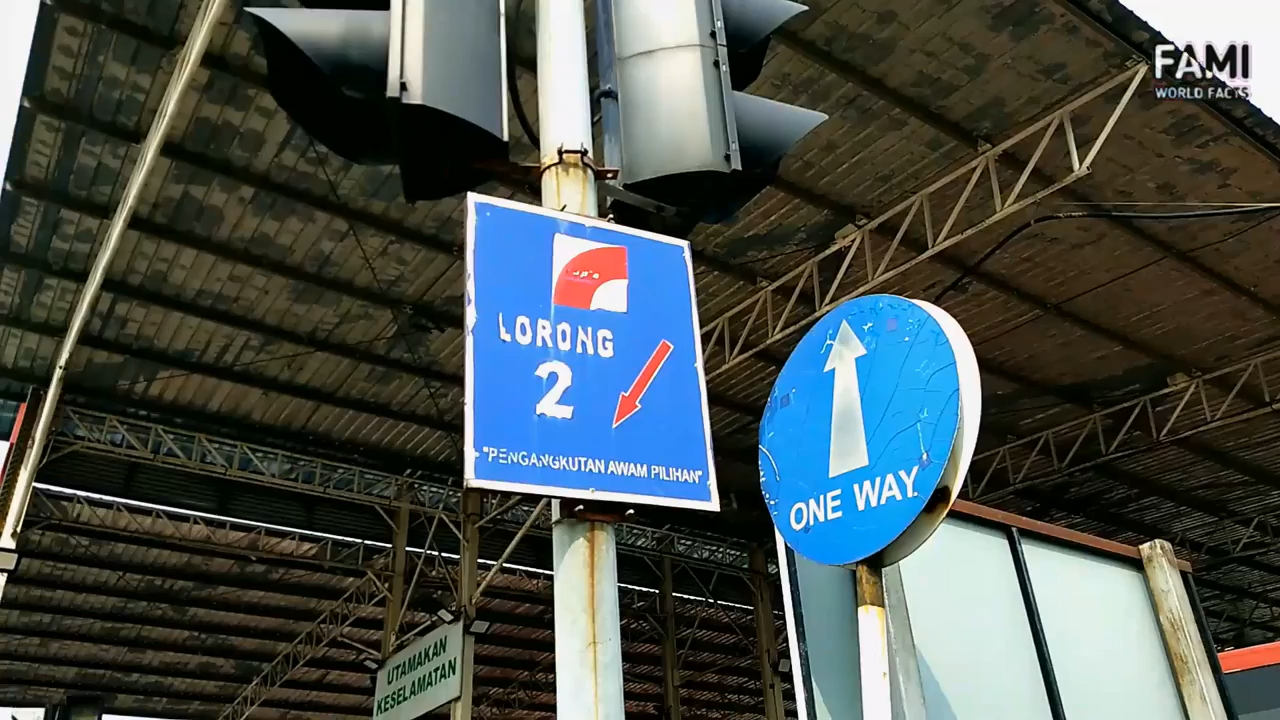 FAMI
WORLD FACTS
LORONG
2
"PENGANGKUTAN AWAM PILIHAN"
ONE WAY
UTAMAKAN
KESELAMATAN